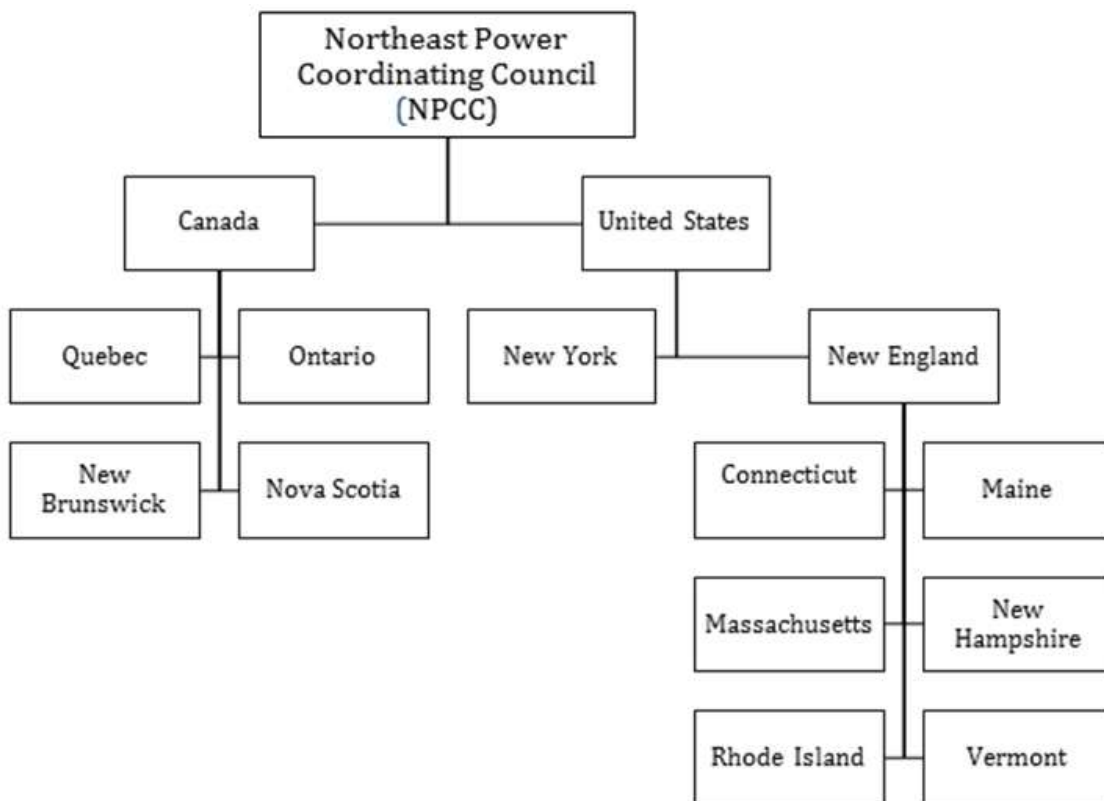 Northeast Power
Coordinating Council
(NPCC)
Canada
United States
Quebec
Ontario
New York
New England
New
Brunswick
Nova Scotia
Connecticut
Maine
Massachusetts
New
Hampshire
Rhode Island
Vermont